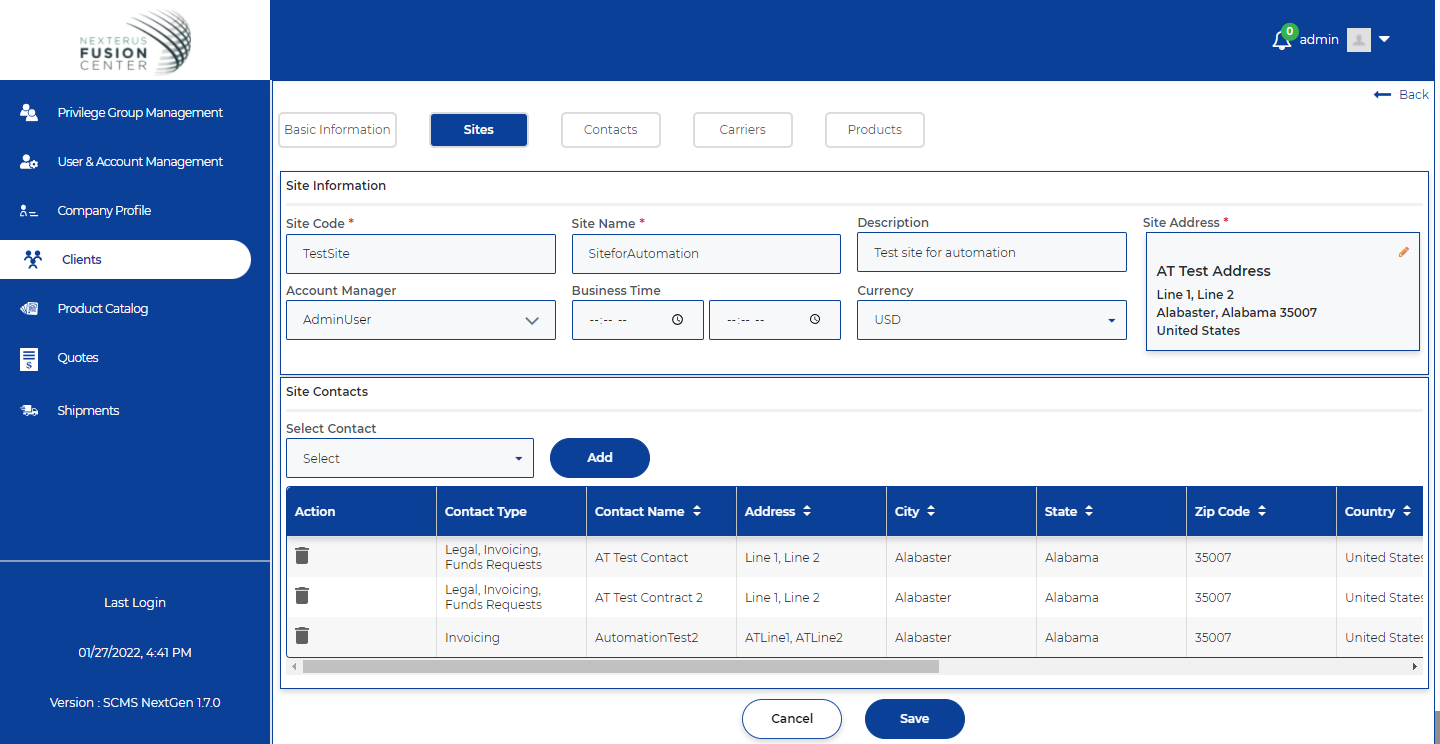 NEXTERUS
FUSION
CENTER
0
admin
Privilege Group Management
User & Account Management
Company Profile
Clients
Product Catalog
Quotes
$
Shipments
Last Login
01/27/2022, 4:41 PM
Version : SCMS NextGen 1.7.0
Back
Basic Information
Sites
Contacts
Carriers
Products
Site Information
Site Code *
Site Name *
Description
Site Address *
TestSite
SiteforAutomation
Test site for automation
AT Test Address
Line 1, Line 2
Alabaster, Alabama 35007
United States
Account Manager
Business Time
Currency
AdminUser
--:-- --
--:-- --
USD
Site Contacts
Select Contact
Select
Add
Action Contact Type Contact Name Address City State Zip Code Country
Legal, Invoicing,
Funds Requests
AT Test Contact Line 1, Line 2 Alabaster Alabama 35007 United States
Legal, Invoicing,
Funds Requests
AT Test Contract 2 Line 1, Line 2 Alabaster Alabama 35007 United States
Invoicing AutomationTest2 ATLine1, ATLine2 Alabaster Alabama 35007 United States
Cancel
Save